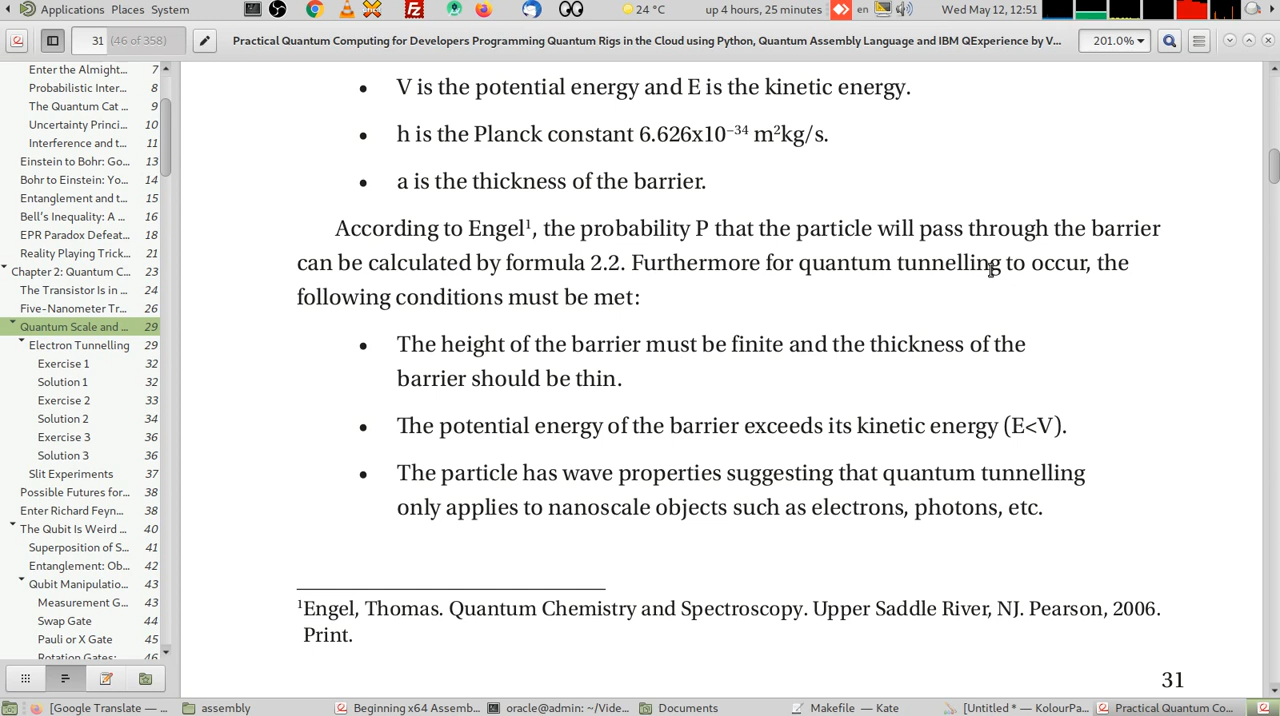 Applications Places System
24 °C
up 4 hours, 25 minutes
en
Wed May 12, 12:51
31 (46 of 358)
Practical Quantum Computing for Developers Programming Quantum Rigs in the Cloud using Python, Quantum Assembly Language and IBM QExperience by V...
201.0%
Enter the Almight... 7
Probabilistic Inter... 8
The Quantum Cat ... 9
Uncertainty Princi... 10
Interference and t... 11
Einstein to Bohr: Go... 13
Bohr to Einstein: Yo... 14
Entanglement and t... 15
Bell's Inequality: A ... 16
EPR Paradox Defeat... 18
Reality Playing Trick... 21
Chapter 2: Quantum C... 23
The Transistor Is in ... 24
Five-Nanometer Tr... 26
Quantum Scale and ... 29
Electron Tunnelling 29
Exercise 1 32
Solution 1 32
Exercise 2 33
Solution 2 34
Exercise 3 36
Solution 3 36
Slit Experiments 37
Possible Futures for... 38
Enter Richard Feyn... 38
The Qubit Is Weird ... 40
Superposition of S... 41
Entanglement: Ob... 42
Qubit Manipulatio... 43
Measurement G... 43
Swap Gate 44
Pauli or X Gate 45
Rotation Gates: 46
• V is the potential energy and E is the kinetic energy.
• h is the Planck constant 6.626x10⁻³⁴ m²kg/s.
• a is the thickness of the barrier.
According to Engel¹, the probability P that the particle will pass through the barrier
can be calculated by formula 2.2. Furthermore for quantum tunnelling to occur, the
following conditions must be met:
• The height of the barrier must be finite and the thickness of the
barrier should be thin.
• The potential energy of the barrier exceeds its kinetic energy (E<V).
• The particle has wave properties suggesting that quantum tunnelling
only applies to nanoscale objects such as electrons, photons, etc.
¹Engel, Thomas. Quantum Chemistry and Spectroscopy. Upper Saddle River, NJ. Pearson, 2006.
Print.
31
[Google Translate — ...
assembly
Beginning x64 Assemb...
oracle@admin: ~/Vide...
Documents
Makefile — Kate
[Untitled * — KolourPa...
Practical Quantum Co...